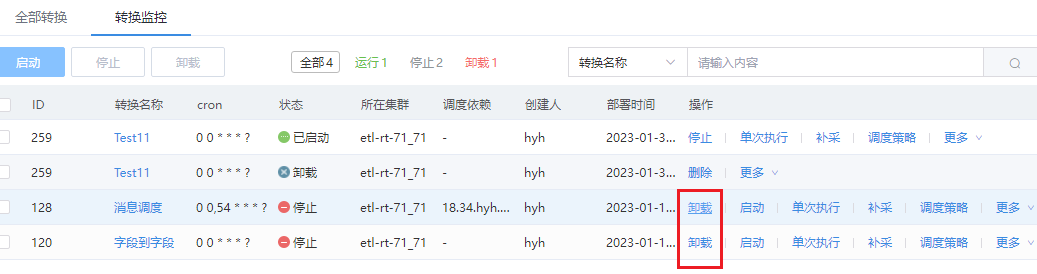 全部转换 转换监控
启动 停止 卸载 全部 4 运行 1 停止 2 卸载 1 转换名称 请输入内容
ID 转换名称 cron 状态 所在集群 调度依赖 创建人 部署时间 操作
259 Test11 0 0 * * * ? 已启动 etl-rt-71_71 - hyh 2023-01-3... 停止 单次执行 补采 调度策略 更多
259 Test11 0 0 * * * ? 卸载 etl-rt-71_71 - hyh 2023-01-3... 删除 更多
128 消息调度 0 0,54 * * * ? 停止 etl-rt-71_71 18.34.hyh.... hyh 2023-01-1... 卸载 启动 单次执行 补采 调度策略 更多
120 字段到字段 0 0 * * * ? 停止 etl-rt-71_71 - hyh 2023-01-1... 卸载 启动 单次执行 补采 调度策略 更多